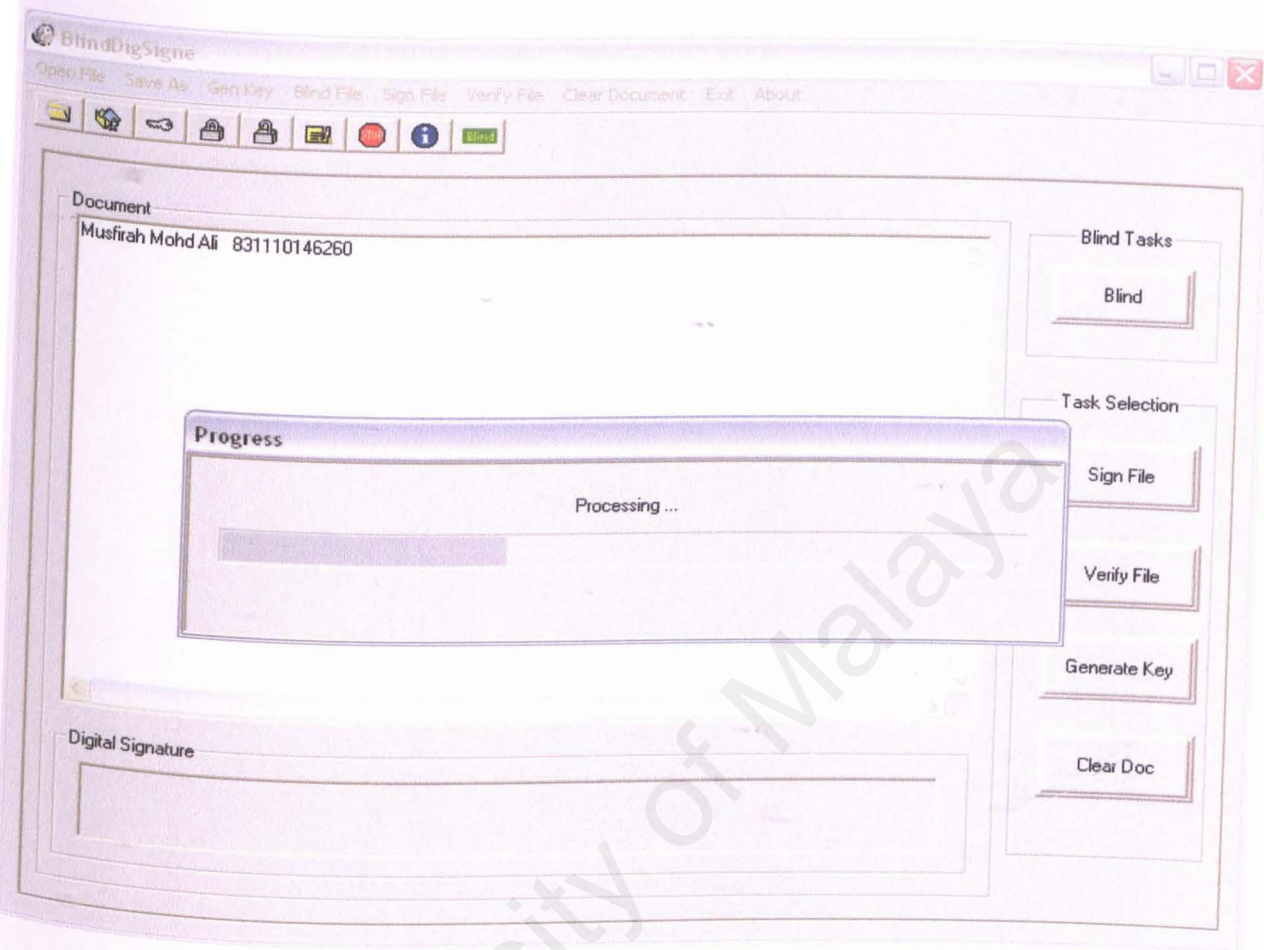 BlindDigSigne
Open File Save As Gen Key Blind File Sign File Verify File Clear Document Exit About
STOP Blind
Document
Musfirah Mohd Ali 831110146260
Blind Tasks
Blind
Task Selection
Progress
Processing ...
Sign File
Verify File
Generate Key
Clear Doc
Digital Signature
sity of Malaya